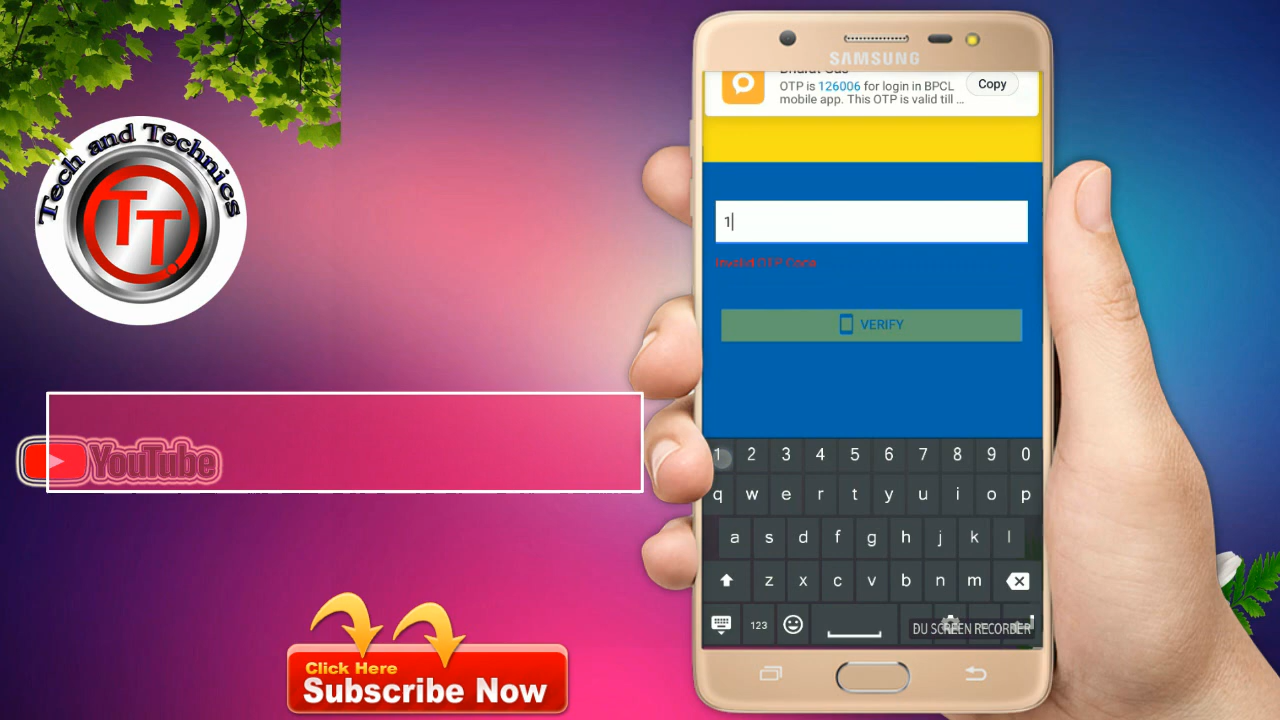 Tech and Technics
TT
YouTube
Click Here
Subscribe Now
SAMSUNG
Bharat Gas
OTP is 126006 for login in BPCL
mobile app. This OTP is valid till ...
Copy
1
Invalid OTP Code
VERIFY
1 2 3 4 5 6 7 8 9 0
q w e r t y u i o p
a s d f g h j k l
z x c v b n m
123
DU SCREEN RECORDER